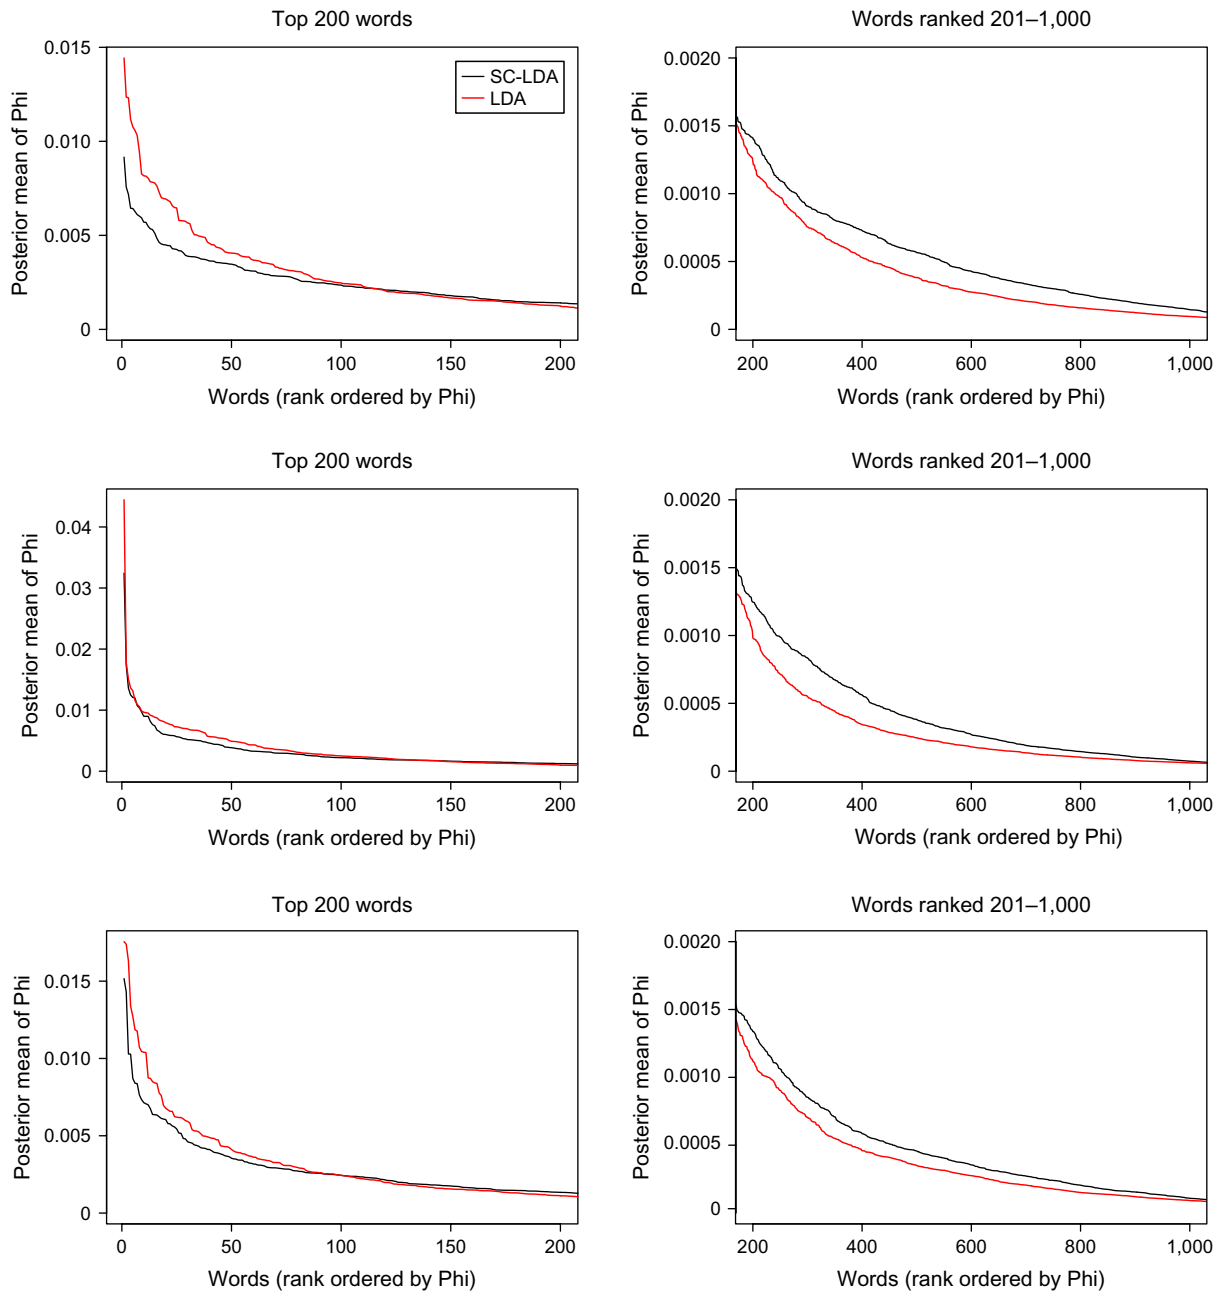 Top 200 words
Words ranked 201–1,000
0.015
0.010
0.005
0
Posterior mean of Phi
SC-LDA
LDA
0 50 100 150 200
Words (rank ordered by Phi)
0.0020
0.0015
0.0010
0.0005
0
Posterior mean of Phi
200 400 600 800 1,000
Words (rank ordered by Phi)
Top 200 words
Words ranked 201–1,000
0.04
0.03
0.02
0.01
0
Posterior mean of Phi
0 50 100 150 200
Words (rank ordered by Phi)
0.0020
0.0015
0.0010
0.0005
0
Posterior mean of Phi
200 400 600 800 1,000
Words (rank ordered by Phi)
Top 200 words
Words ranked 201–1,000
0.015
0.010
0.005
0
Posterior mean of Phi
0 50 100 150 200
Words (rank ordered by Phi)
0.0020
0.0015
0.0010
0.0005
0
Posterior mean of Phi
200 400 600 800 1,000
Words (rank ordered by Phi)